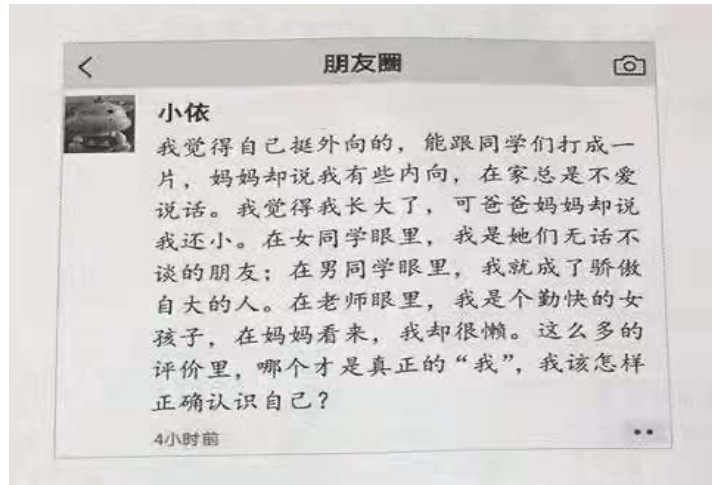 朋友圈
小依
我觉得自己挺外向的，能跟同学们打成一
片，妈妈却说我有些内向，在家总是不爱
说话。我觉得我长大了，可爸爸妈妈却说
我还小。在女同学眼里，我是她们无话不
谈的朋友；在男同学眼里，我就成了骄傲
自大的人。在老师眼里，我是个勤快的女
孩子，在妈妈看来，我却很懒。这么多的
评价里，哪个才是真正的“我”，我该怎样
正确认识自己？
4小时前